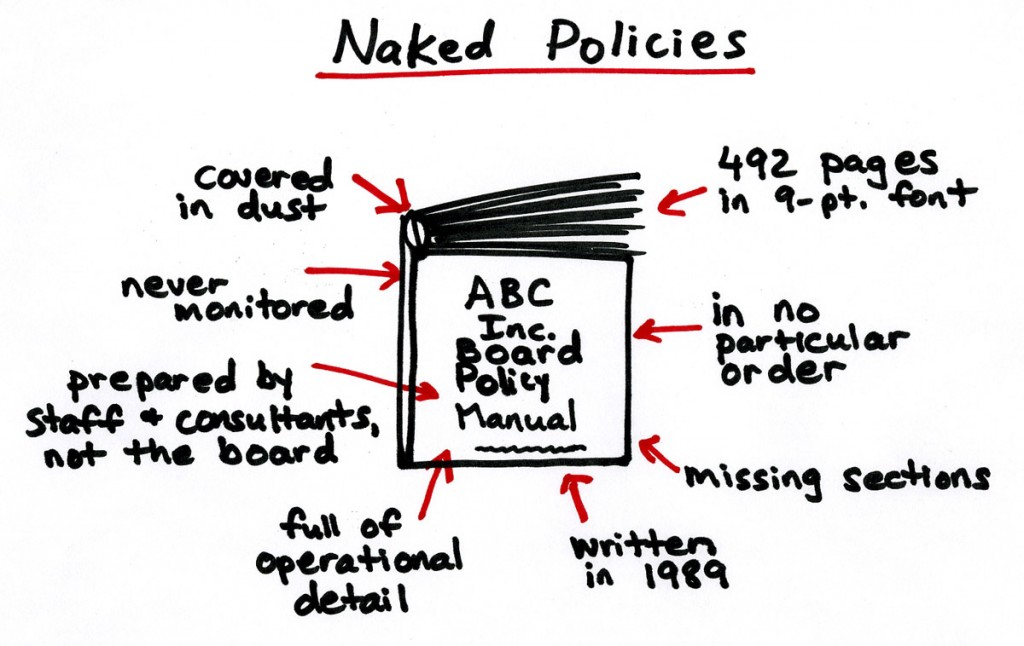 Naked Policies
covered
in dust
492 pages
in 9-pt. font
never
monitored
ABC
Inc.
Board
Policy
Manual
in no
particular
order
prepared by
staff & consultants,
not the board
missing sections
full of
operational
detail
written
in 1989